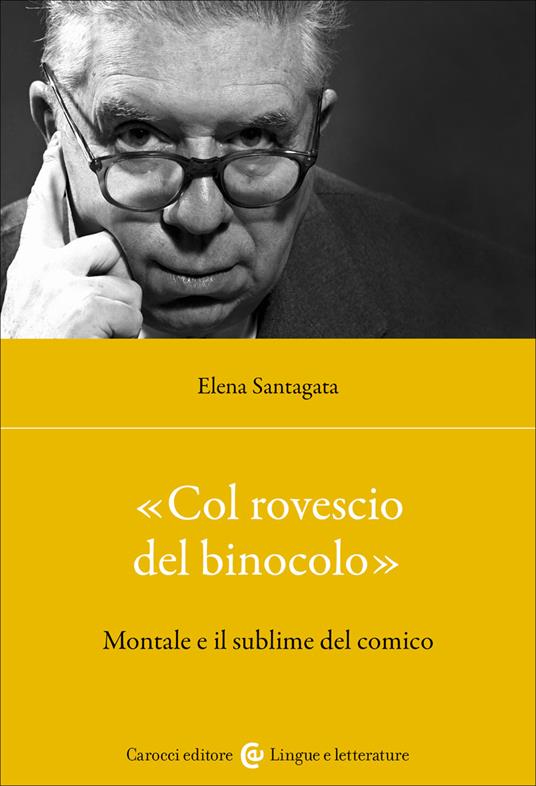 Elena Santagata
«Col rovescio
del binocolo»
Montale e il sublime del comico
Carocci editore @ Lingue e letterature